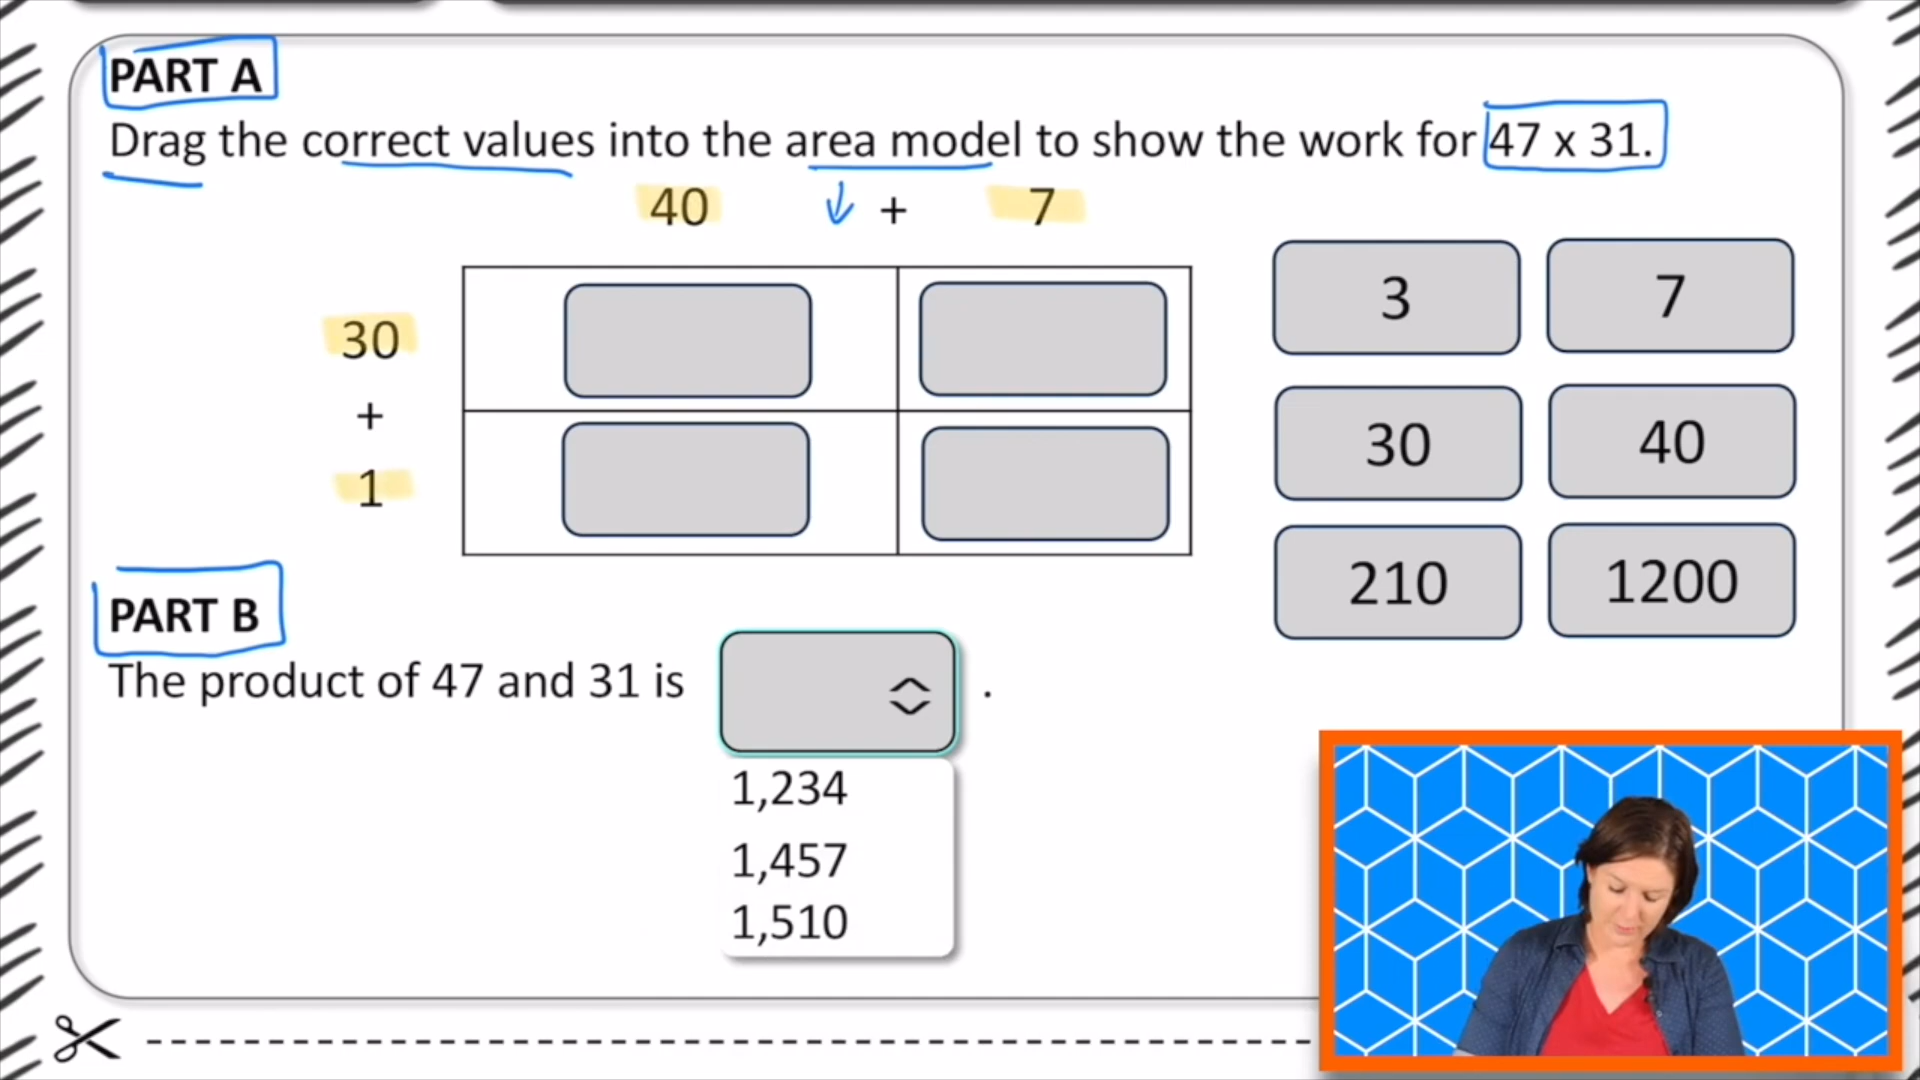 PART A
Drag the correct values into the area model to show the work for 47 x 31.
40 + 7
30
+
1
3 7
30 40
210 1200
PART B
The product of 47 and 31 is .
1,234
1,457
1,510